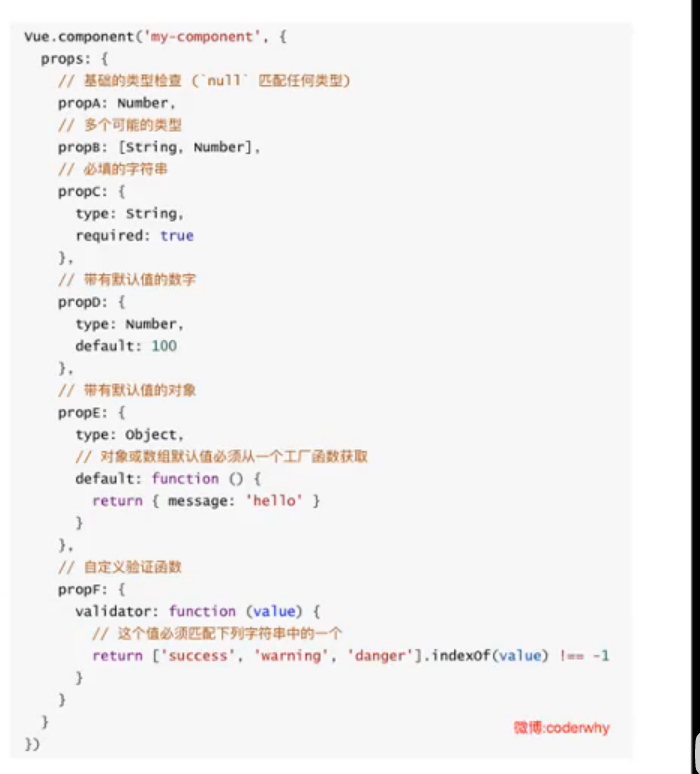 Vue.component('my-component', {
  props: {
    // 基础的类型检查 (`null` 匹配任何类型)
    propA: Number,
    // 多个可能的类型
    propB: [String, Number],
    // 必填的字符串
    propC: {
      type: String,
      required: true
    },
    // 带有默认值的数字
    propD: {
      type: Number,
      default: 100
    },
    // 带有默认值的对象
    propE: {
      type: Object,
      // 对象或数组默认值必须从一个工厂函数获取
      default: function () {
        return { message: 'hello' }
      }
    },
    // 自定义验证函数
    propF: {
      validator: function (value) {
        // 这个值必须匹配下列字符串中的一个
        return ['success', 'warning', 'danger'].indexOf(value) !== -1
      }
    }
  }
})
微博:coderwhy